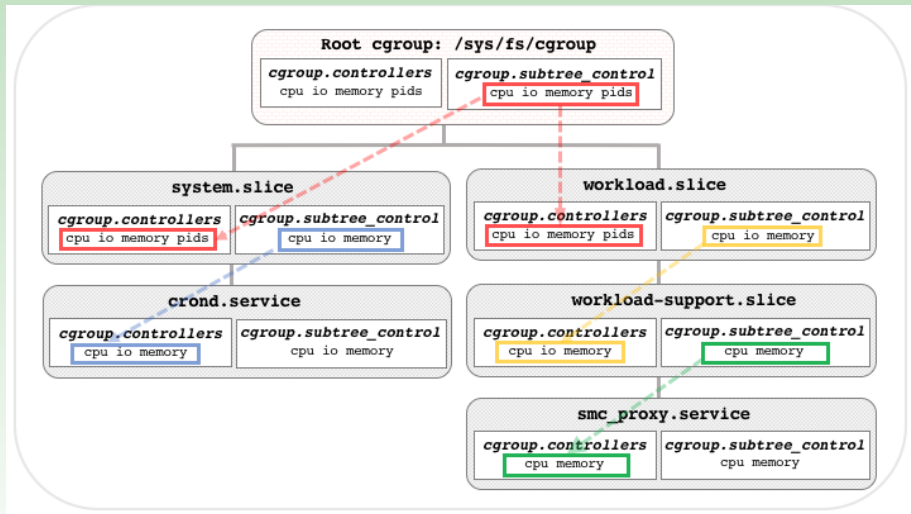 Root cgroup: /sys/fs/cgroup
cgroup.controllers
cpu io memory pids
cgroup.subtree_control
cpu io memory pids
system.slice
cgroup.controllers
cpu io memory pids
cgroup.subtree_control
cpu io memory
workload.slice
cgroup.controllers
cpu io memory pids
cgroup.subtree_control
cpu io memory
crond.service
cgroup.controllers
cpu io memory
cgroup.subtree_control
cpu io memory
workload-support.slice
cgroup.controllers
cpu io memory
cgroup.subtree_control
cpu memory
smc_proxy.service
cgroup.controllers
cpu memory
cgroup.subtree_control
cpu memory